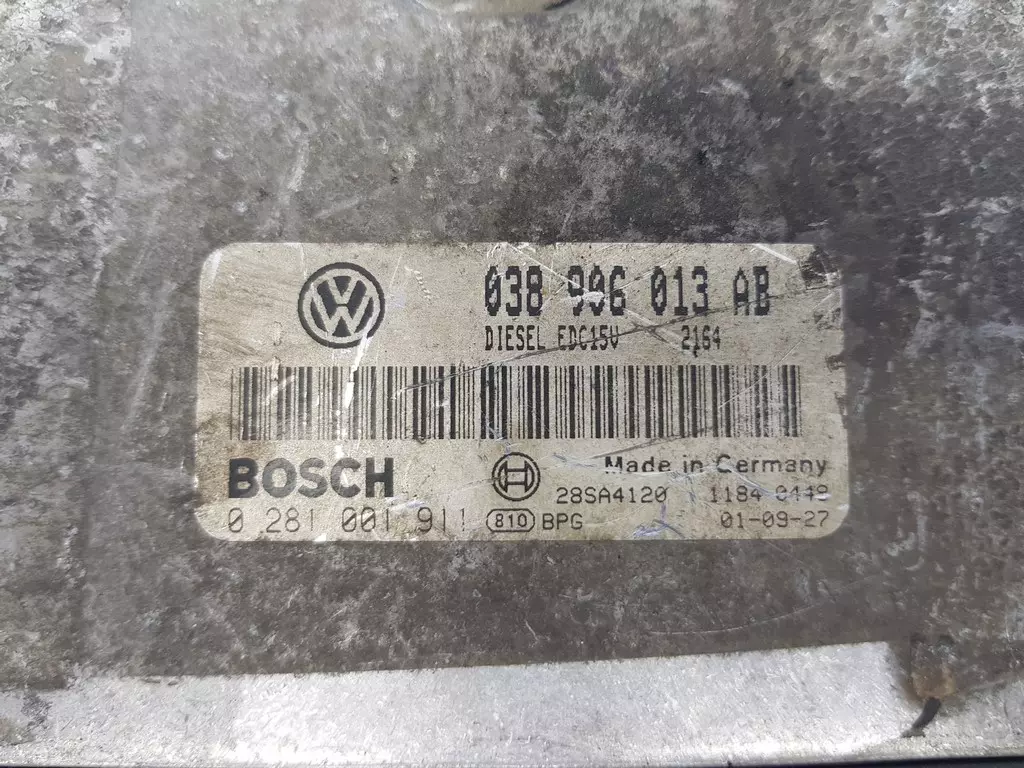 038 906 013 AB
DIESEL EDC15V 2164
BOSCH
Made in Germany
28SA4120 1184 0448
0 281 001 911 810 BPG 01-09-27